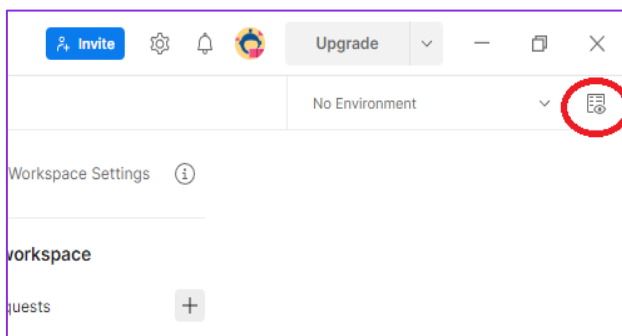 Invite
Upgrade
No Environment
Workspace Settings
workspace
quests